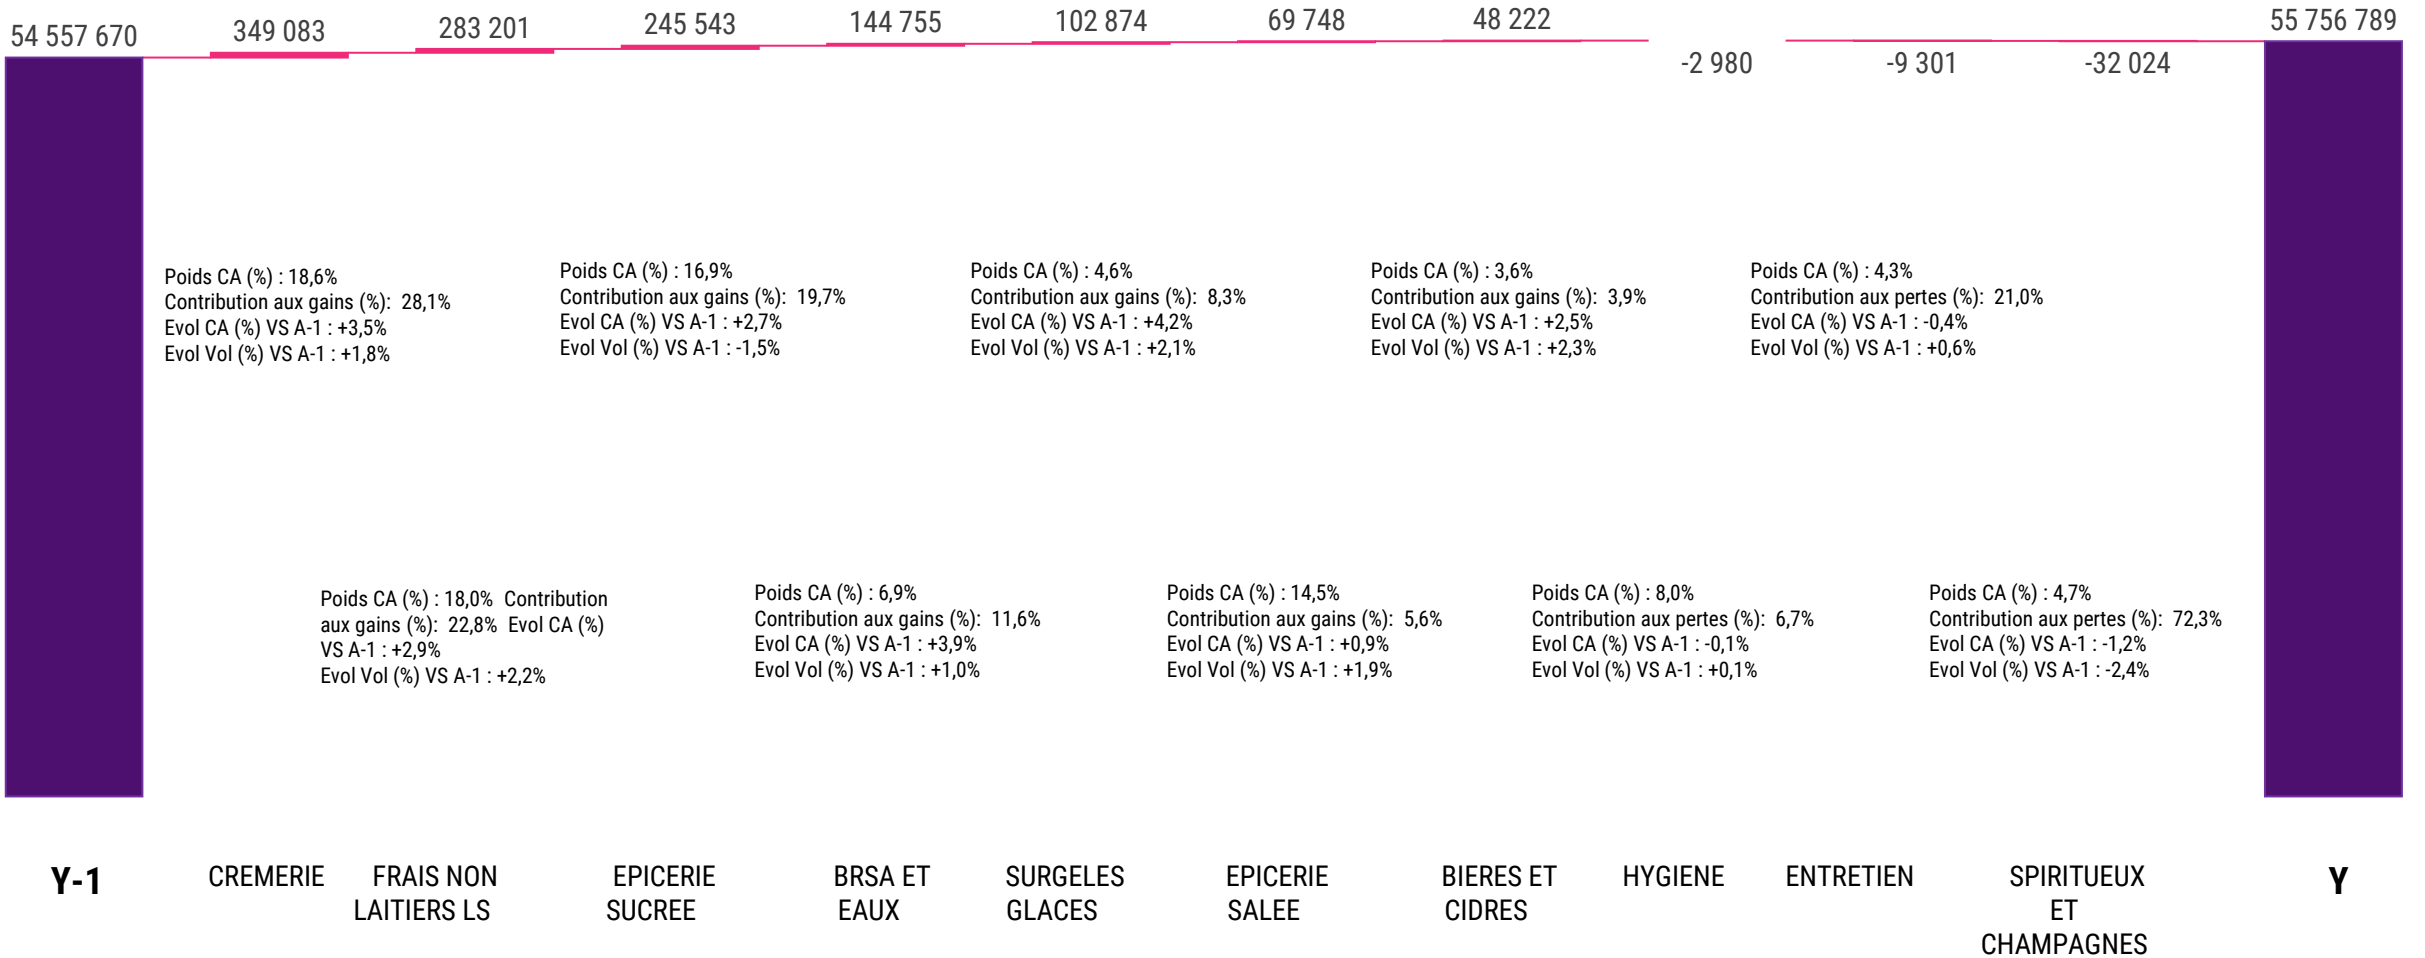 54 557 670
349 083
283 201
245 543
144 755
102 874
69 748
48 222
-2 980
-9 301
-32 024
55 756 789
Poids CA (%) : 18,6%
Contribution aux gains (%): 28,1%
Evol CA (%) VS A-1 : +3,5%
Evol Vol (%) VS A-1 : +1,8%
Poids CA (%) : 16,9%
Contribution aux gains (%): 19,7%
Evol CA (%) VS A-1 : +2,7%
Evol Vol (%) VS A-1 : -1,5%
Poids CA (%) : 4,6%
Contribution aux gains (%): 8,3%
Evol CA (%) VS A-1 : +4,2%
Evol Vol (%) VS A-1 : +2,1%
Poids CA (%) : 3,6%
Contribution aux gains (%): 3,9%
Evol CA (%) VS A-1 : +2,5%
Evol Vol (%) VS A-1 : +2,3%
Poids CA (%) : 4,3%
Contribution aux pertes (%): 21,0%
Evol CA (%) VS A-1 : -0,4%
Evol Vol (%) VS A-1 : +0,6%
Poids CA (%) : 18,0% Contribution
aux gains (%): 22,8% Evol CA (%)
VS A-1 : +2,9%
Evol Vol (%) VS A-1 : +2,2%
Poids CA (%) : 6,9%
Contribution aux gains (%): 11,6%
Evol CA (%) VS A-1 : +3,9%
Evol Vol (%) VS A-1 : +1,0%
Poids CA (%) : 14,5%
Contribution aux gains (%): 5,6%
Evol CA (%) VS A-1 : +0,9%
Evol Vol (%) VS A-1 : +1,9%
Poids CA (%) : 8,0%
Contribution aux pertes (%): 6,7%
Evol CA (%) VS A-1 : -0,1%
Evol Vol (%) VS A-1 : +0,1%
Poids CA (%) : 4,7%
Contribution aux pertes (%): 72,3%
Evol CA (%) VS A-1 : -1,2%
Evol Vol (%) VS A-1 : -2,4%
Y-1
CREMERIE
FRAIS NON
LAITIERS LS
EPICERIE
SUCREE
BRSA ET
EAUX
SURGELES
GLACES
EPICERIE
SALEE
BIERES ET
CIDRES
HYGIENE
ENTRETIEN
SPIRITUEUX
ET
CHAMPAGNES
Y